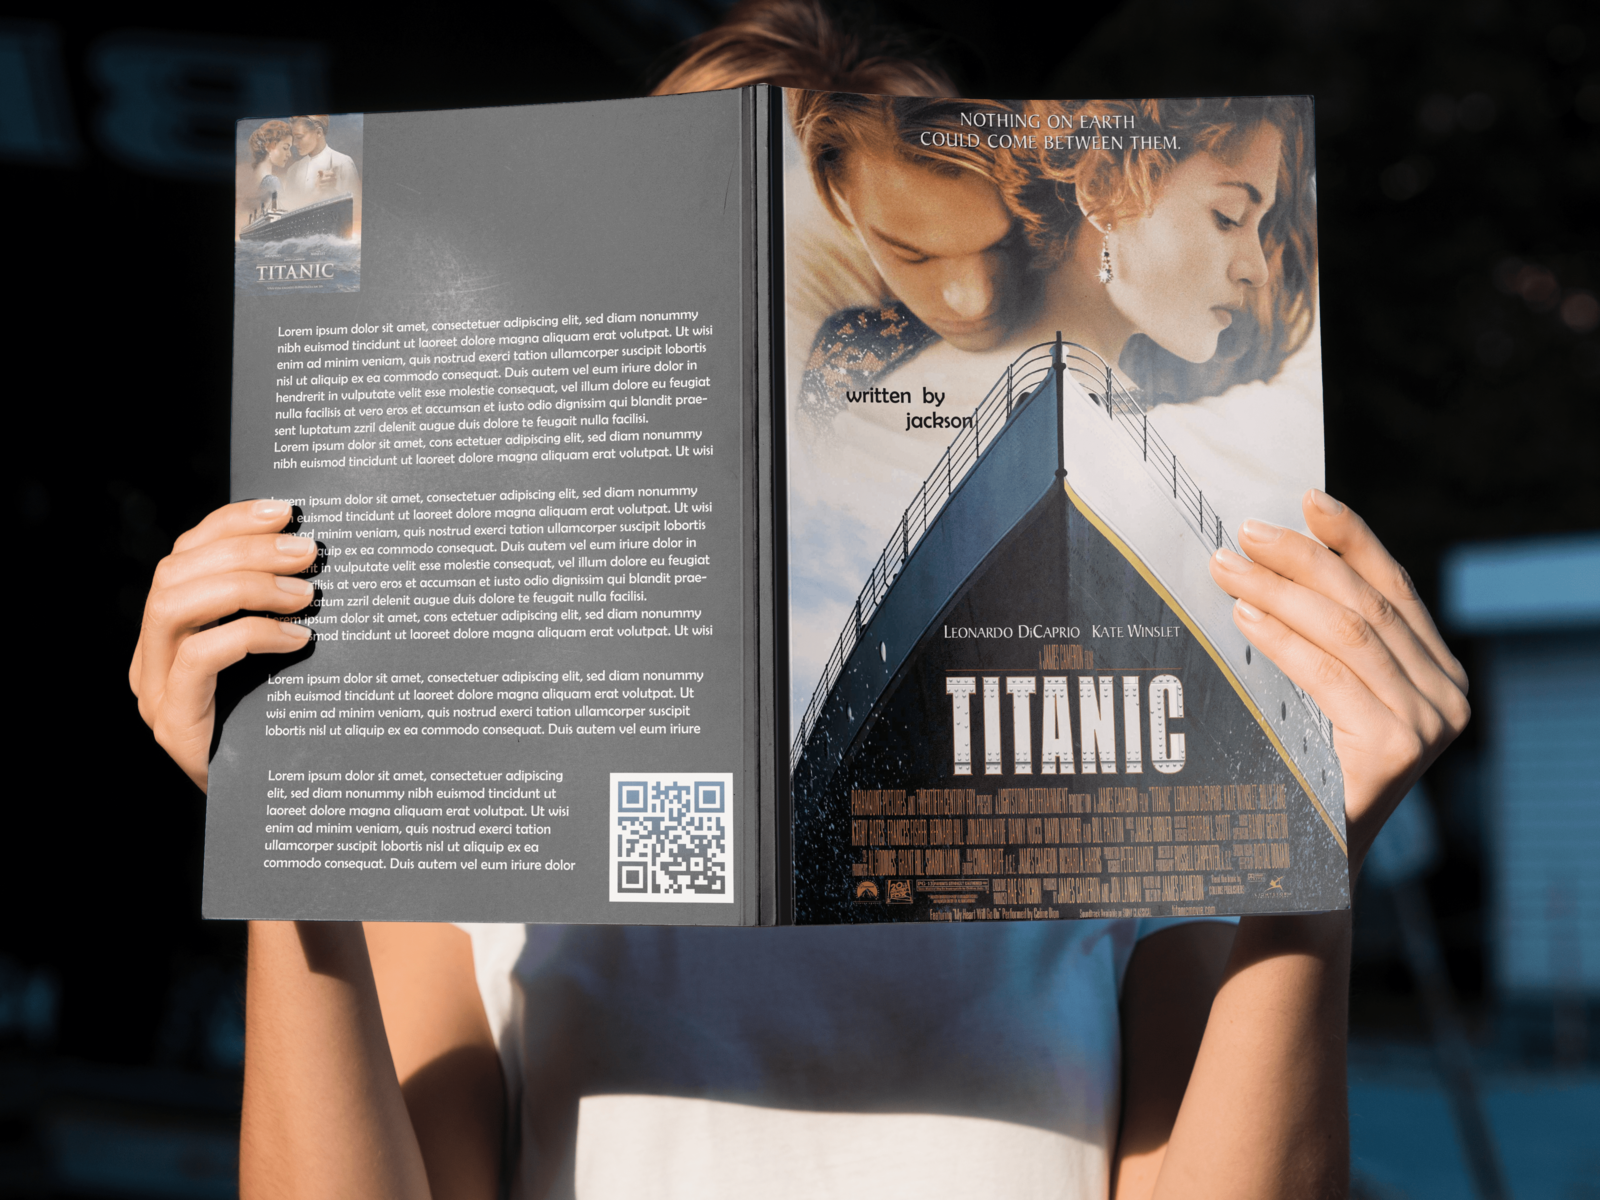 TITANIC
Lorem ipsum dolor sit amet, consectetuer adipiscing elit, sed diam nonummy
nibh euismod tincidunt ut laoreet dolore magna aliquam erat volutpat. Ut wisi
enim ad minim veniam, quis nostrud exerci tation ullamcorper suscipit lobortis
nisl ut aliquip ex ea commodo consequat. Duis autem vel eum iriure dolor in
hendrerit in vulputate velit esse molestie consequat, vel illum dolore eu feugiat
nulla facilisis at vero eros et accumsan et iusto odio dignissim qui blandit prae-
sent luptatum zzril delenit augue duis dolore te feugait nulla facilisi.
Lorem ipsum dolor sit amet, cons ectetuer adipiscing elit, sed diam nonummy
nibh euismod tincidunt ut laoreet dolore magna aliquam erat volutpat. Ut wisi
ipsum dolor sit amet, consectetuer adipiscing elit, sed diam nonummy
euismod tincidunt ut laoreet dolore magna aliquam erat volutpat. Ut wisi
ad minim veniam, quis nostrud exerci tation ullamcorper suscipit lobortis
ex ea commodo consequat. Duis autem vel eum iriure dolor in
in vulputate velit esse molestie consequat, vel illum dolore eu feugiat
at vero eros et accumsan et iusto odio dignissim qui blandit prae-
zzril delenit augue duis dolore te feugait nulla facilisi.
ipsum dolor sit amet, cons ectetuer adipiscing elit, sed diam nonummy
tincidunt ut laoreet dolore magna aliquam erat volutpat. Ut wisi
Lorem ipsum dolor sit amet, consectetuer adipiscing elit, sed diam nonummy
nibh euismod tincidunt ut laoreet dolore magna aliquam erat volutpat. Ut
wisi enim ad minim veniam, quis nostrud exerci tation ullamcorper suscipit
lobortis nisl ut aliquip ex ea commodo consequat. Duis autem vel eum iriure
Lorem ipsum dolor sit amet, consectetuer adipiscing
elit, sed diam nonummy nibh euismod tincidunt ut
laoreet dolore magna aliquam erat volutpat. Ut wisi
enim ad minim veniam, quis nostrud exerci tation
ullamcorper suscipit lobortis nisl ut aliquip ex ea
commodo consequat. Duis autem vel eum iriure dolor
NOTHING ON EARTH
COULD COME BETWEEN THEM.
written by
jackson
LEONARDO DICAPRIO KATE WINSLET
A JAMES CAMERON FILM
TITANIC
Featuring "My Heart Will Go On" Performed by Celine Dion